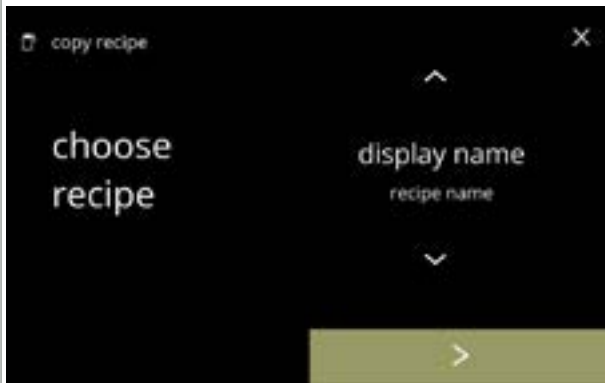 copy recipe
choose
recipe
display name
recipe name